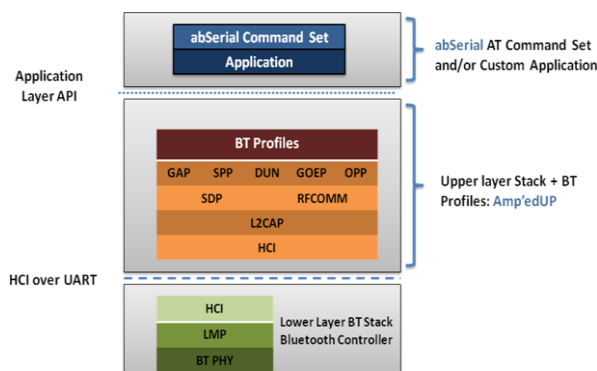 abSerial Command Set
Application
abSerial AT Command Set
and/or Custom Application
Application
Layer API
BT Profiles
GAP SPP DUN GOEP OPP
SDP RFCOMM
L2CAP
HCI
Upper layer Stack + BT
Profiles: Amp'edUP
HCI over UART
HCI
LMP
BT PHY
Lower Layer BT Stack
Bluetooth Controller